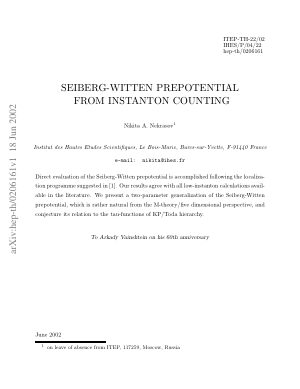 ITEP-TH-22/02
IHES/P/04/22
hep-th/0206161
SEIBERG-WITTEN PREPOTENTIAL
FROM INSTANTON COUNTING
Nikita A. Nekrasov1
Institut des Hautes Etudes Scientifiques, Le Bois-Marie, Bures-sur-Yvette, F-91440 France
e-mail: nikita@ihes.fr
Direct evaluation of the Seiberg-Witten prepotential is accomplished following the localiza-
tion programme suggested in [1]. Our results agree with all low-instanton calculations avail-
able in the literature. We present a two-parameter generalization of the Seiberg-Witten
prepotential, which is rather natural from the M-theory/five dimensional perspective, and
conjecture its relation to the tau-functions of KP/Toda hierarchy.
To Arkady Vainshtein on his 60th anniversary
June 2002
1 on leave of absence from ITEP, 117259, Moscow, Russia
arXiv:hep-th/0206161v1 18 Jun 2002